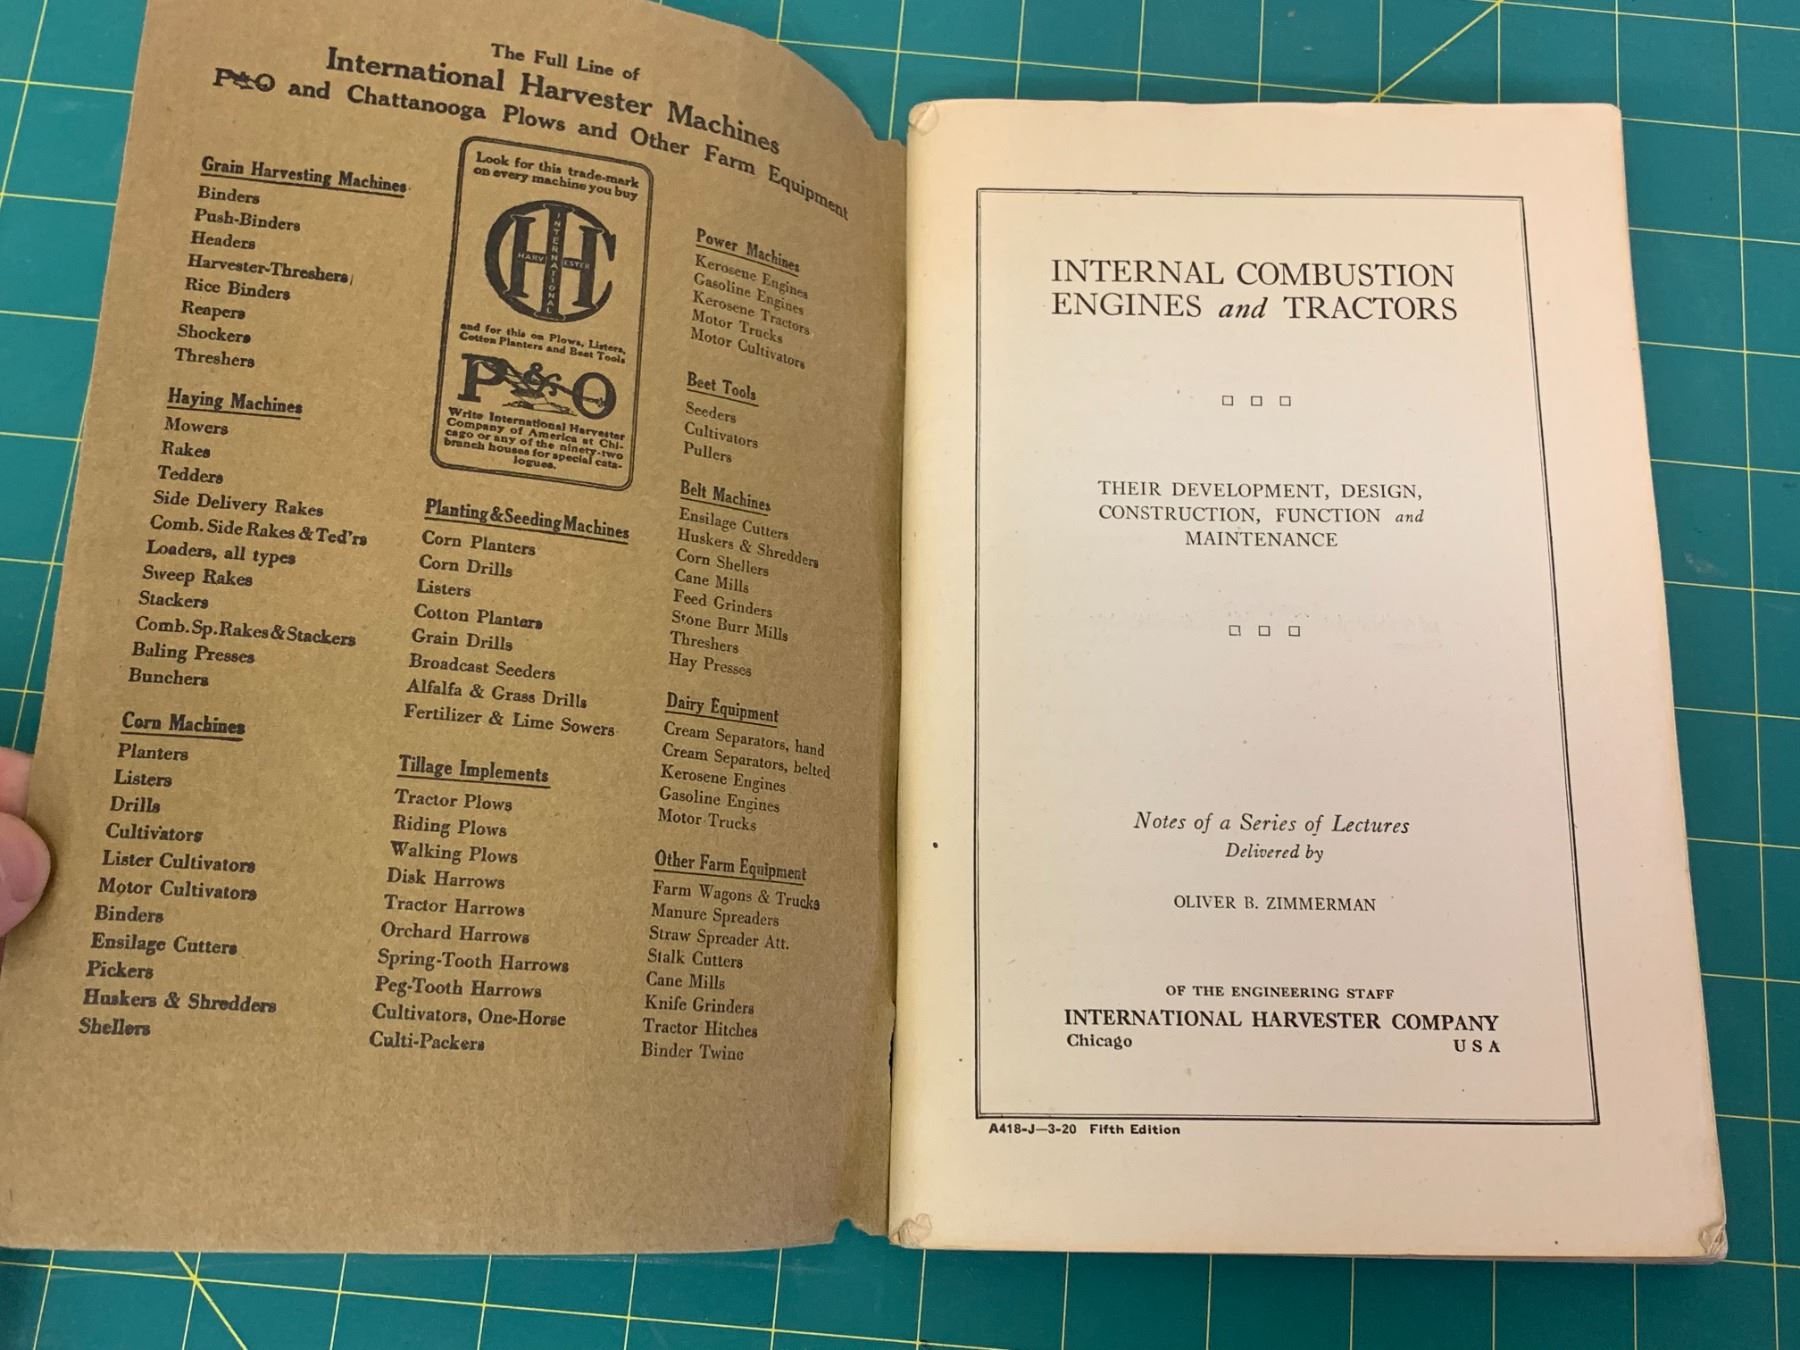 The Full Line of
International Harvester Machines
P&O and Chattanooga Plows and Other Farm Equipment
Grain Harvesting Machines
Binders
Push-Binders
Headers
Harvester-Threshers
Rice Binders
Reapers
Shockers
Threshers
Haying Machines
Mowers
Rakes
Tedders
Side Delivery Rakes
Comb. Side Rakes & Ted'rs
Loaders, all types
Sweep Rakes
Stackers
Comb. Sp. Rakes & Stackers
Baling Presses
Bunchers
Corn Machines
Planters
Listers
Drills
Cultivators
Lister Cultivators
Motor Cultivators
Binders
Ensilage Cutters
Pickers
Huskers & Shredders
Shellers
Look for this trade-mark
on every machine you buy
INTERNATIONAL
HARVESTER
IHC
and for this on Plows, Listers,
Cotton Planters and Beet Tools
P&O
Write International Harvester
Company of America at Chi-
cago or any of the ninety-two
branch houses for special cata-
logues.
Planting & Seeding Machines
Corn Planters
Corn Drills
Listers
Cotton Planters
Grain Drills
Broadcast Seeders
Alfalfa & Grass Drills
Fertilizer & Lime Sowers
Tillage Implements
Tractor Plows
Riding Plows
Walking Plows
Disk Harrows
Tractor Harrows
Orchard Harrows
Spring-Tooth Harrows
Peg-Tooth Harrows
Cultivators, One-Horse
Culti-Packers
Power Machines
Kerosene Engines
Gasoline Engines
Kerosene Tractors
Motor Trucks
Motor Cultivators
Beet Tools
Seeders
Cultivators
Pullers
Belt Machines
Ensilage Cutters
Huskers & Shredders
Corn Shellers
Cane Mills
Feed Grinders
Stone Burr Mills
Threshers
Hay Presses
Dairy Equipment
Cream Separators, hand
Cream Separators, belted
Kerosene Engines
Gasoline Engines
Motor Trucks
Other Farm Equipment
Farm Wagons & Trucks
Manure Spreaders
Straw Spreader Att.
Stalk Cutters
Cane Mills
Knife Grinders
Tractor Hitches
Binder Twine
INTERNAL COMBUSTION
ENGINES and TRACTORS
THEIR DEVELOPMENT, DESIGN,
CONSTRUCTION, FUNCTION and
MAINTENANCE
Notes of a Series of Lectures
Delivered by
OLIVER B. ZIMMERMAN
OF THE ENGINEERING STAFF
INTERNATIONAL HARVESTER COMPANY
Chicago USA
A418-J—3-20 Fifth Edition